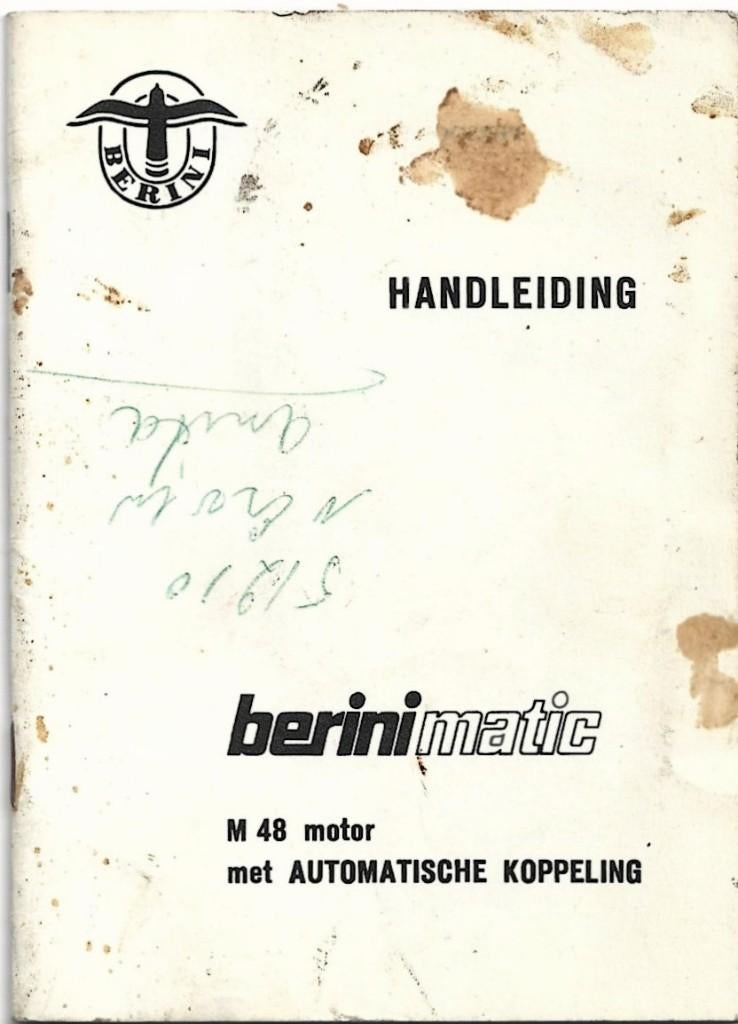 BERINI
HANDLEIDING
berinimatic
M 48 motor
met AUTOMATISCHE KOPPELING